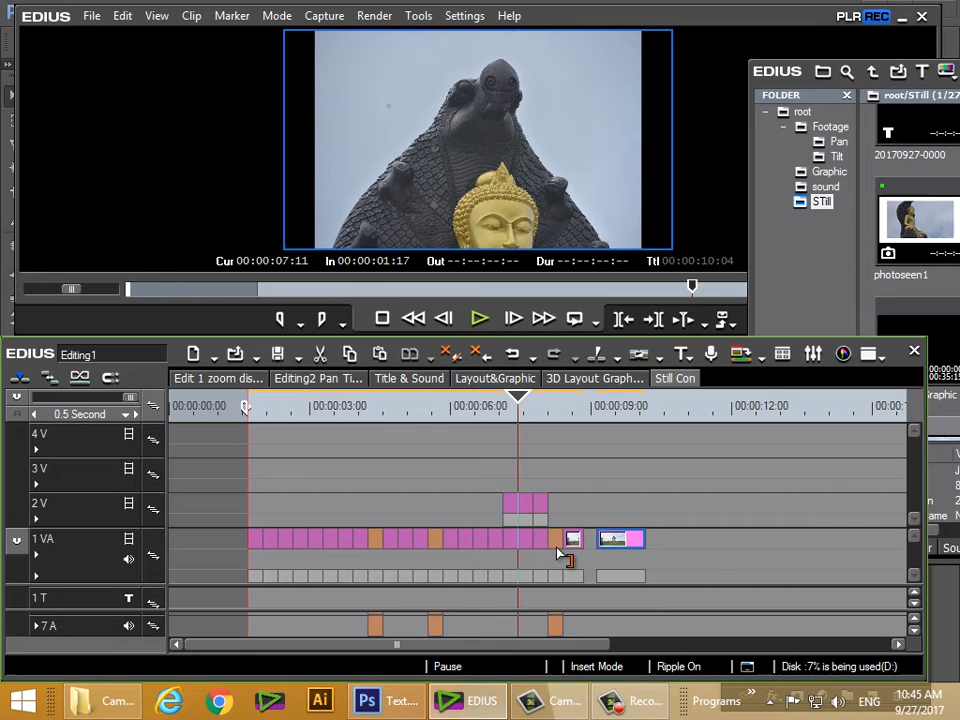 EDIUS File Edit View Clip Marker Mode Capture Render Tools Settings Help PLR REC
EDIUS
FOLDER
root/STill (1/27
root
Footage
Pan
Tilt
Graphic
sound
STill
20170927-0000
photoseen1
Cur 00:00:07:11 In 00:00:01:17 Out --:--:--:-- Dur --:--:--:-- Ttl 00:00:10:04
EDIUS Editing1
Edit 1 zoom dis... Editing2 Pan Ti... Title & Sound Layout&Graphic 3D Layout Graph... Still Con
0.5 Second
00:00:00:00 00:00:03:00 00:00:06:00 00:00:09:00 00:00:12:00 00:00:
4 V
3 V
2 V
1 VA
1 T T
7 A
Pause Insert Mode Ripple On Disk :7% is being used(D:)
Cam... Ai Ps Text.... EDIUS Cam... Reco... Programs ENG
10:45 AM
9/27/2017